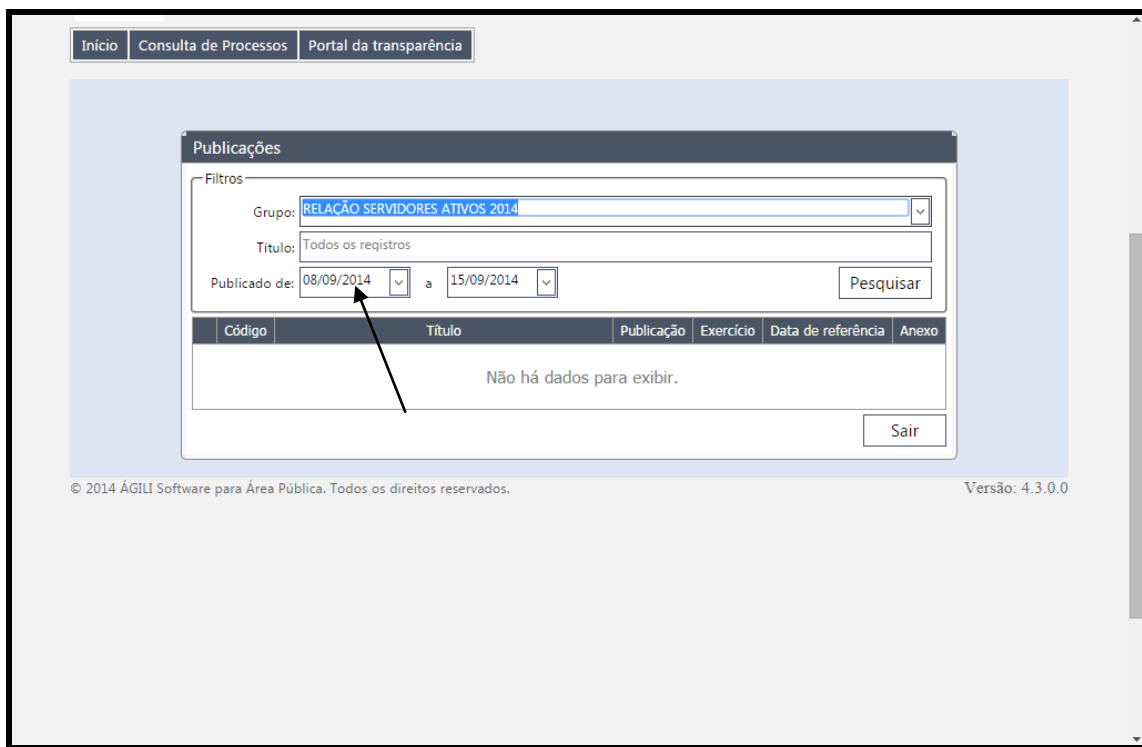 Início Consulta de Processos Portal da transparência
Publicações
Filtros
Grupo: RELAÇÃO SERVIDORES ATIVOS 2014
Título: Todos os registros
Publicado de: 08/09/2014 a 15/09/2014 Pesquisar
Código Título Publicação Exercício Data de referência Anexo
Não há dados para exibir.
Sair
© 2014 ÁGILI Software para Área Pública. Todos os direitos reservados. Versão: 4.3.0.0